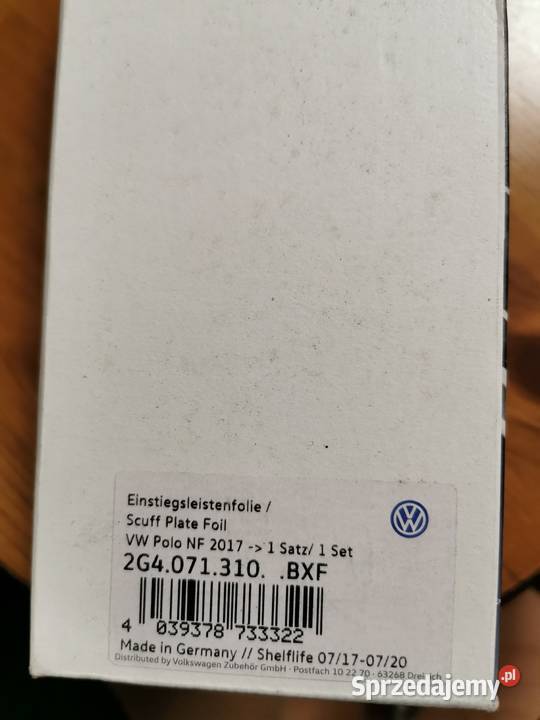 Einstiegsleistenfolie /
Scuff Plate Foil
VW Polo NF 2017 -> 1 Satz/ 1 Set
2G4.071.310. .BXF
4 039378 733322
Made in Germany // Shelflife 07/17-07/20
Distributed by Volkswagen Zubehör GmbH · Postfach 10 22 70 · 63268 Dreieich
Sprzedajemy.pl